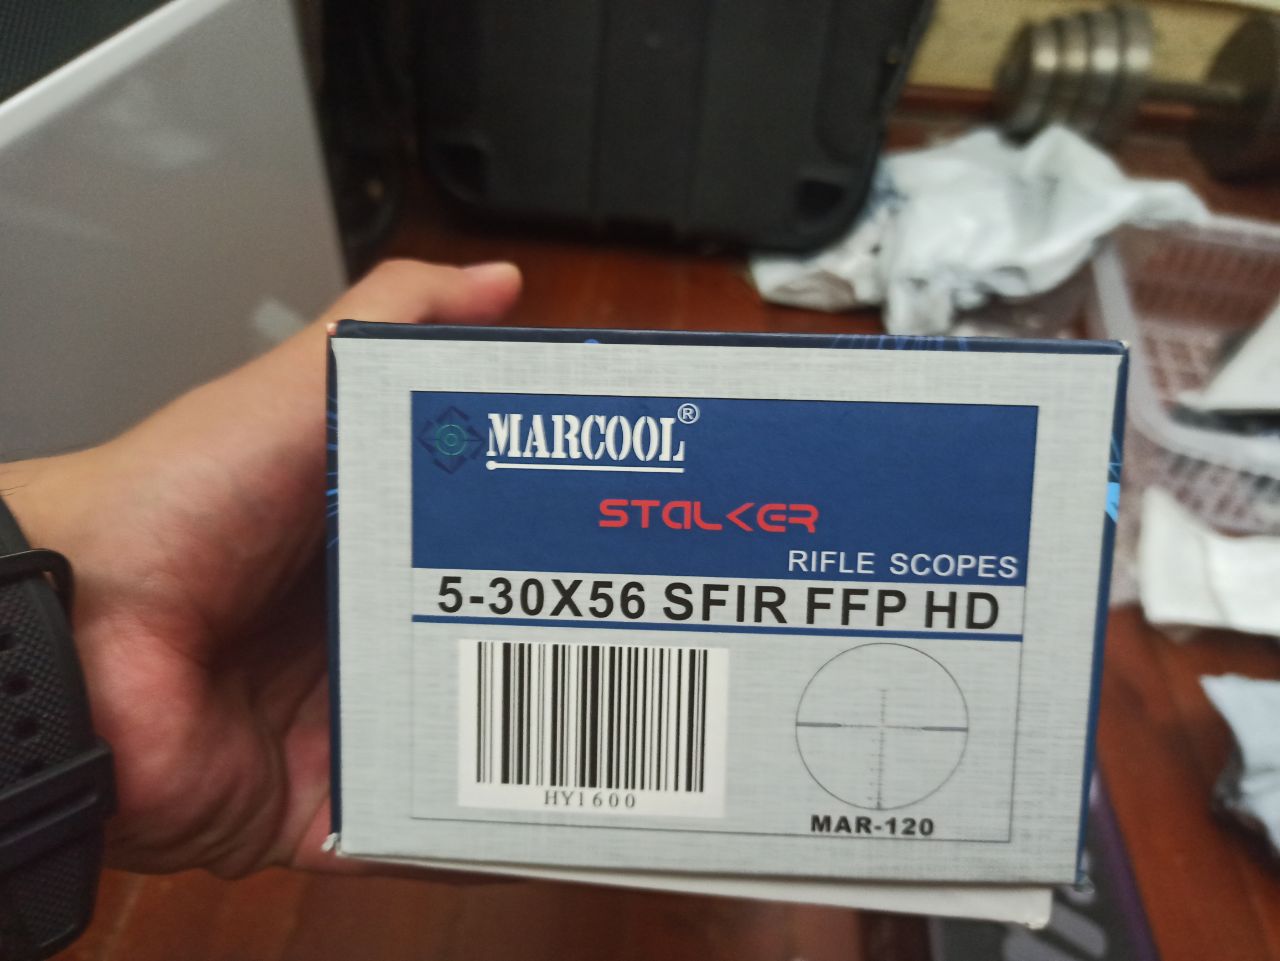 MARCOOL®
STALKER
RIFLE SCOPES
5-30X56 SFIR FFP HD
HY1600
MAR-120